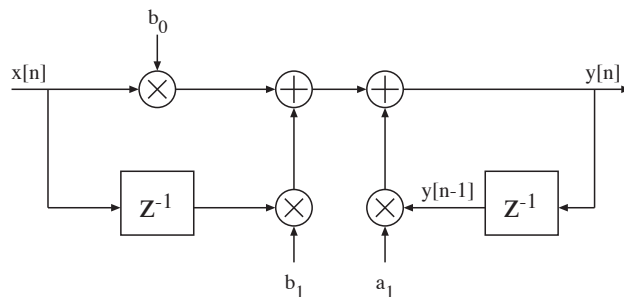 b₀
x[n]
y[n]
z⁻¹
y[n-1]
z⁻¹
b₁
a₁